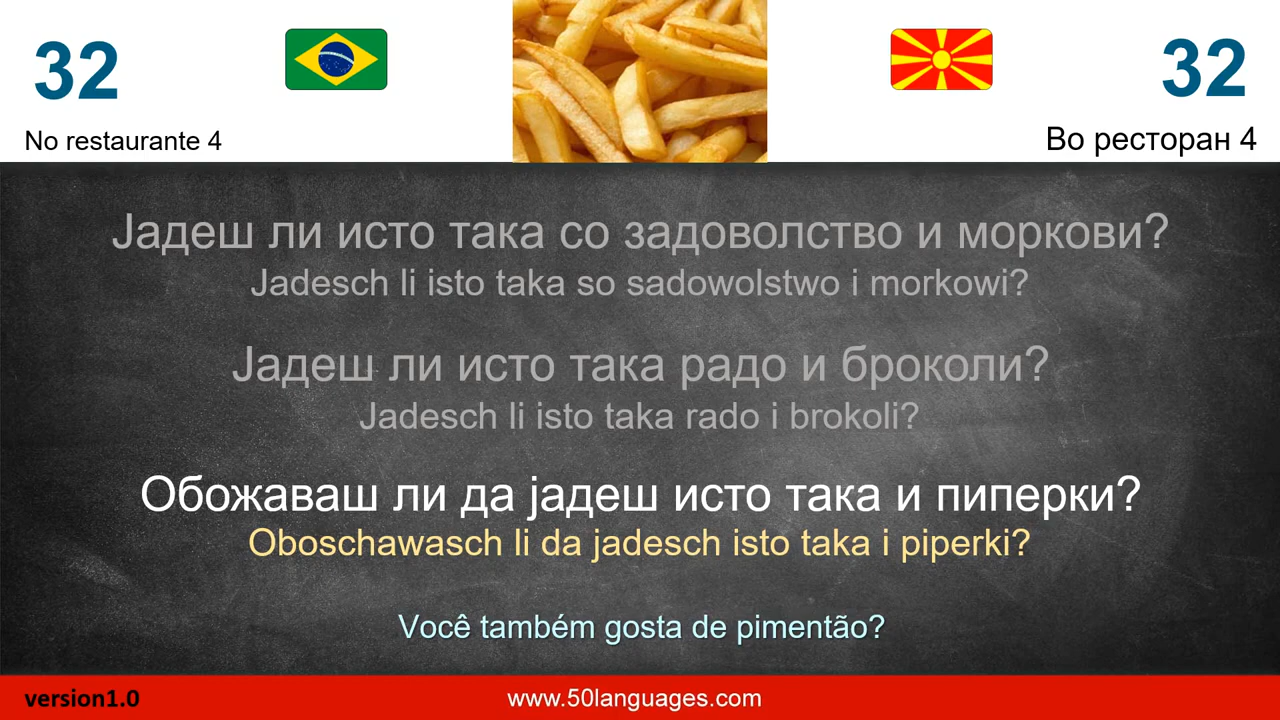 32
32
No restaurante 4
Во ресторан 4
Јадеш ли исто така со задоволство и моркови?
Jadesch li isto taka so sadowolstwo i morkowi?
Јадеш ли исто така радо и броколи?
Jadesch li isto taka rado i brokoli?
Обожаваш ли да јадеш исто така и пиперки?
Oboschawasch li da jadesch isto taka i piperki?
Você também gosta de pimentão?
version1.0
www.50languages.com